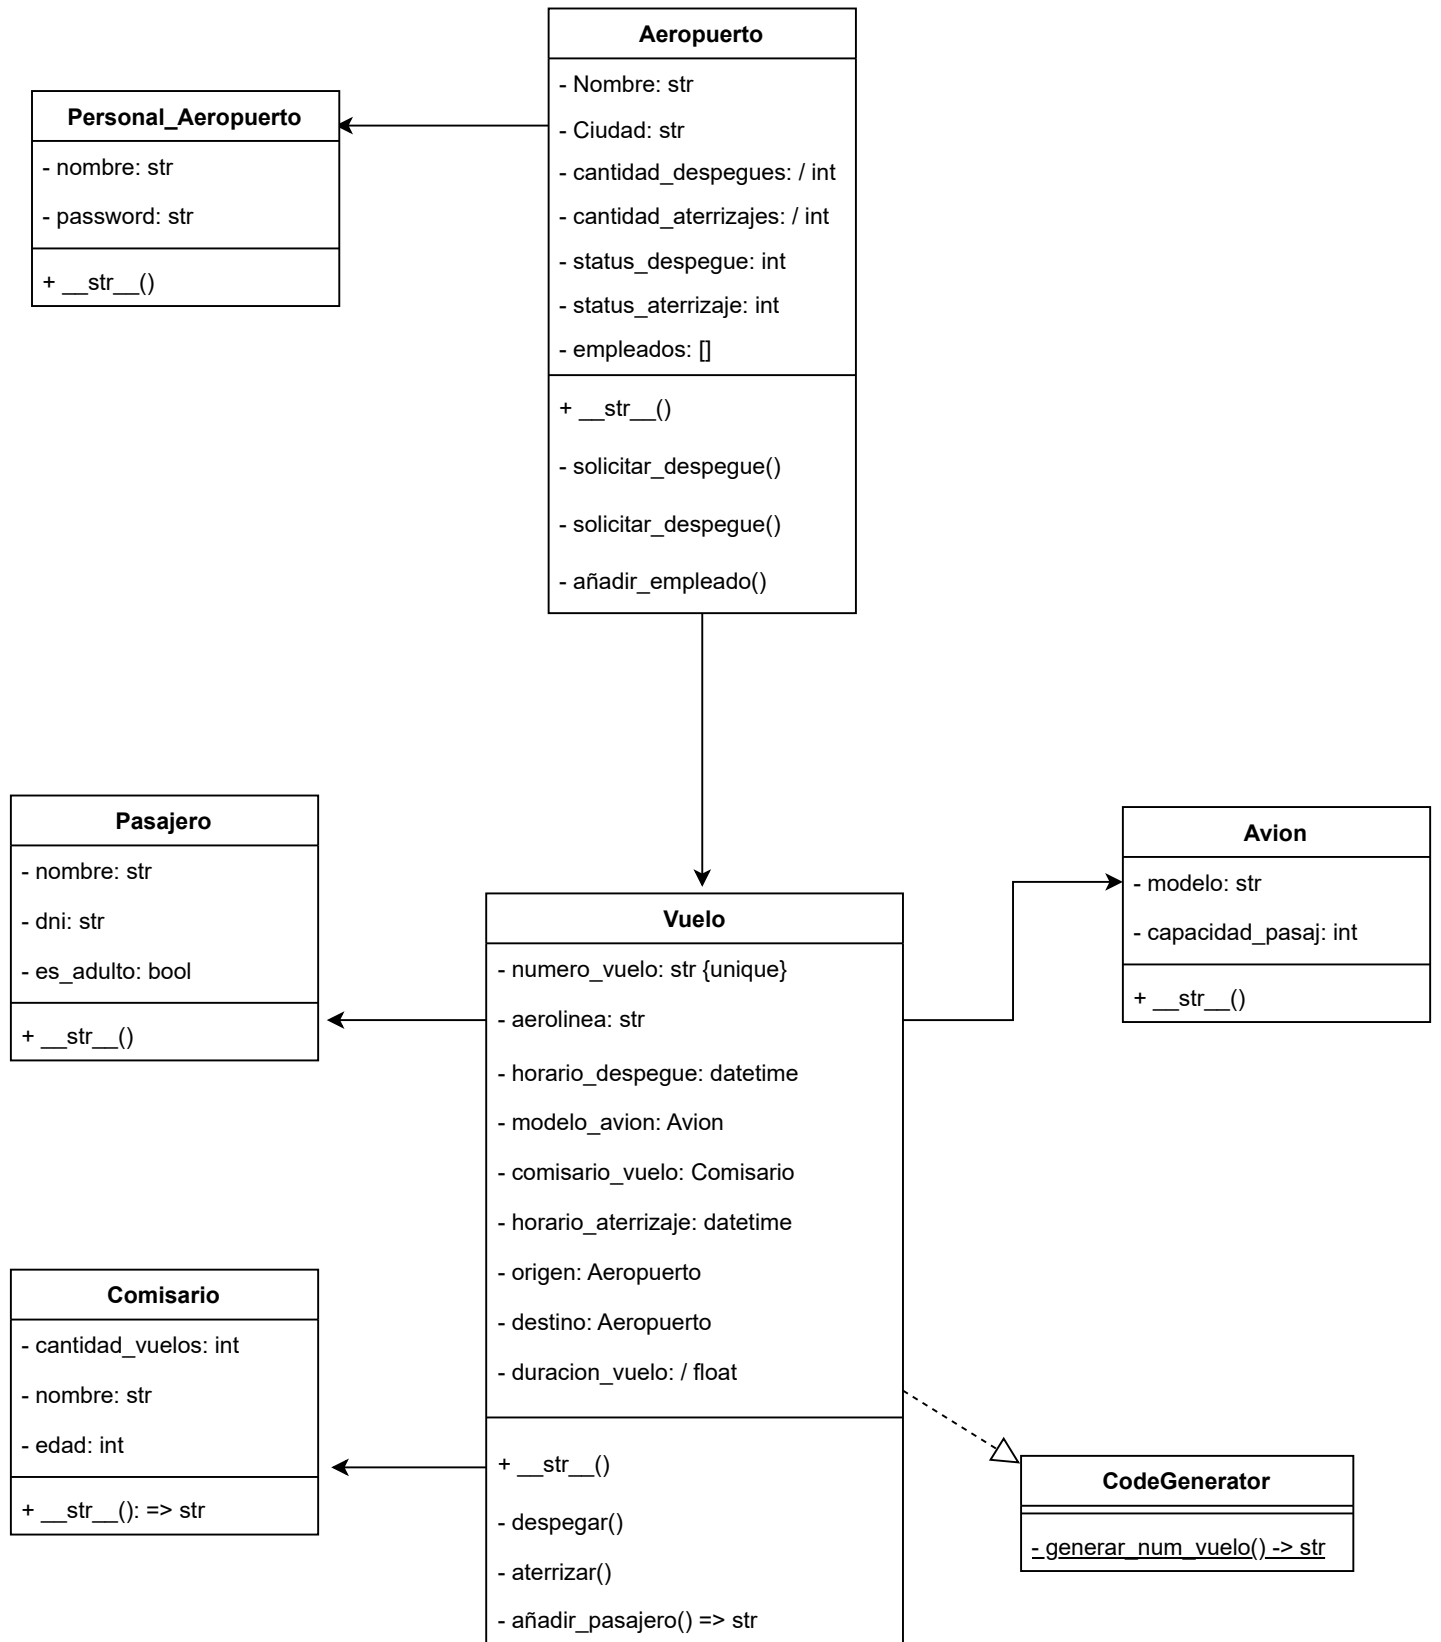 Aeropuerto
- Nombre: str
- Ciudad: str
- cantidad_despegues: / int
- cantidad_aterrizajes: / int
- status_despegue: int
- status_aterrizaje: int
- empleados: []
+ __str__()
- solicitar_despegue()
- solicitar_despegue()
- añadir_empleado()
Personal_Aeropuerto
- nombre: str
- password: str
+ __str__()
Pasajero
- nombre: str
- dni: str
- es_adulto: bool
+ __str__()
Avion
- modelo: str
- capacidad_pasaj: int
+ __str__()
Vuelo
- numero_vuelo: str {unique}
- aerolinea: str
- horario_despegue: datetime
- modelo_avion: Avion
- comisario_vuelo: Comisario
- horario_aterrizaje: datetime
- origen: Aeropuerto
- destino: Aeropuerto
- duracion_vuelo: / float
+ __str__()
- despegar()
- aterrizar()
- añadir_pasajero() => str
Comisario
- cantidad_vuelos: int
- nombre: str
- edad: int
+ __str__(): => str
CodeGenerator
- generar_num_vuelo() -> str